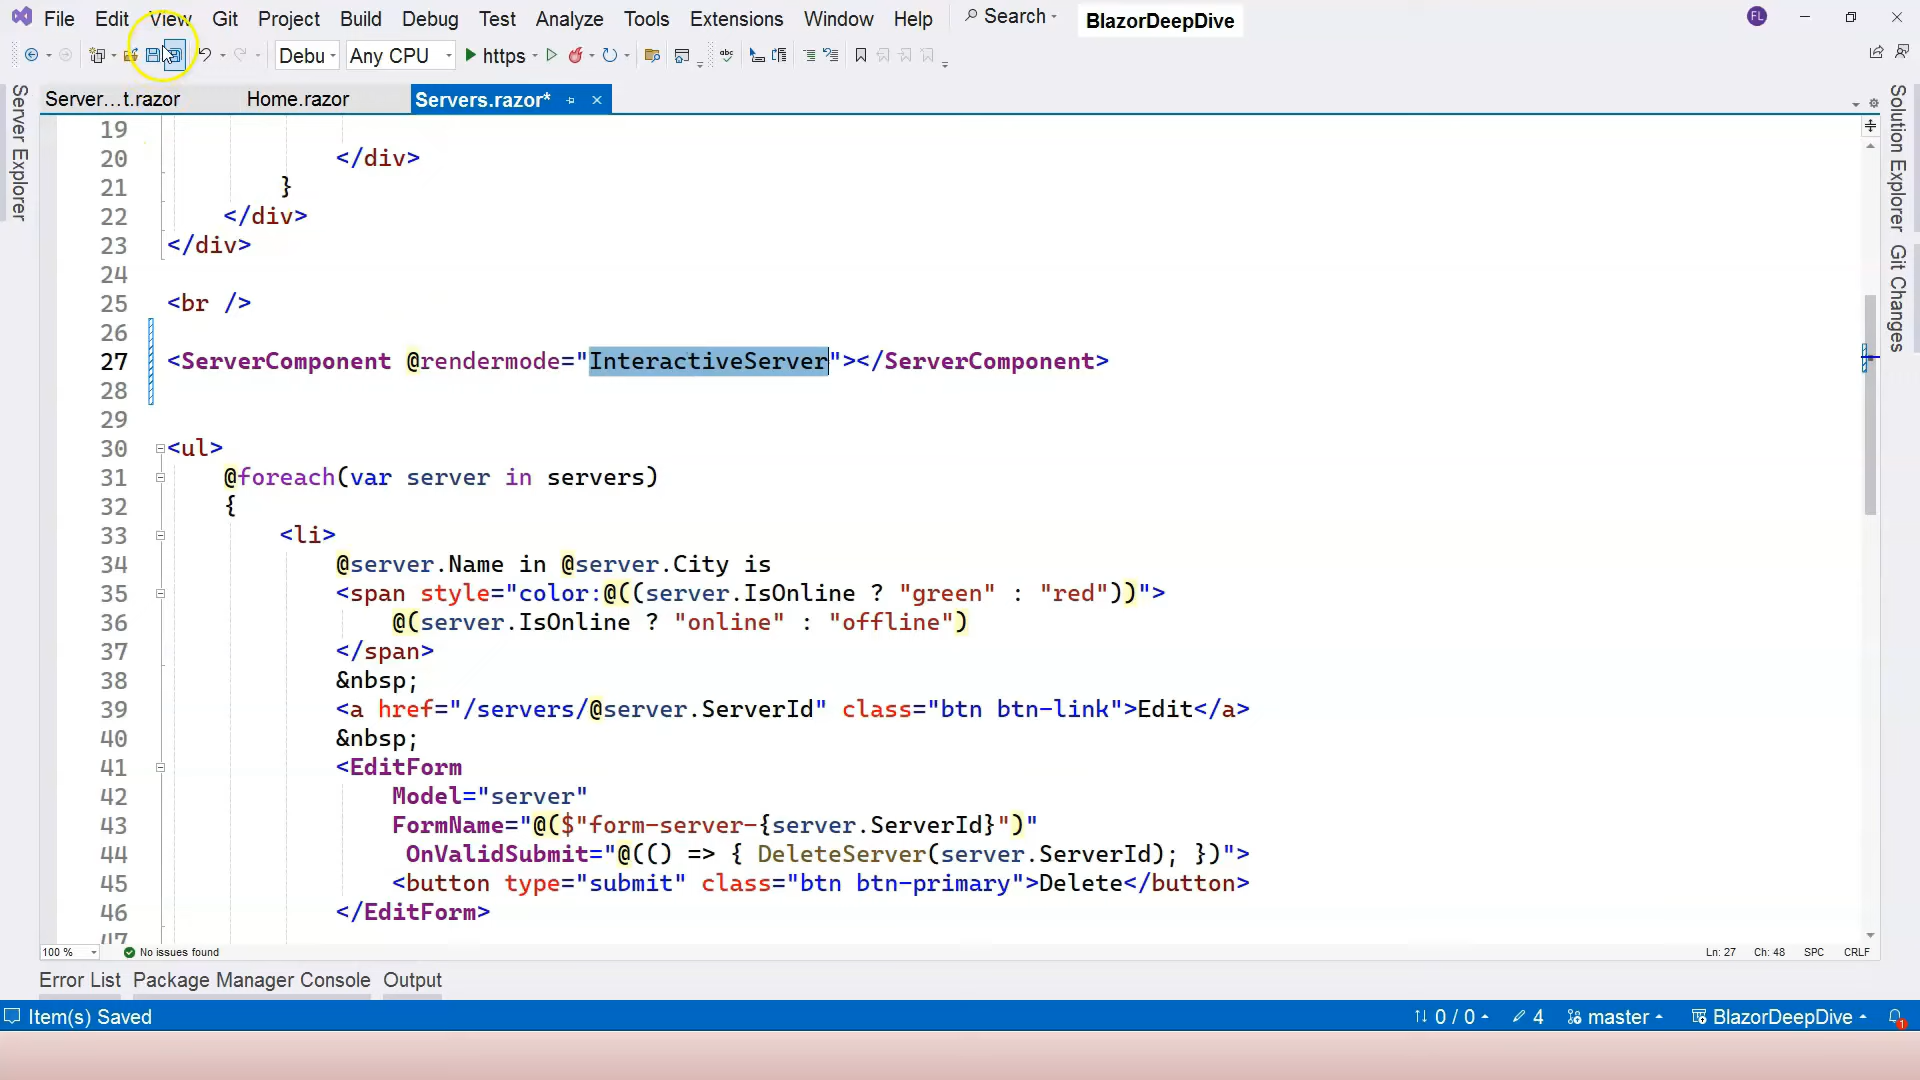 File Edit View Git Project Build Debug Test Analyze Tools Extensions Window Help Search BlazorDeepDive FL
Debu Any CPU https
Server...t.razor Home.razor Servers.razor*
Server Explorer
Solution Explorer
Git Changes
19
20 </div>
21 }
22 </div>
23 </div>
24
25 <br />
26
27 <ServerComponent @rendermode="InteractiveServer"></ServerComponent>
28
29
30 <ul>
31 @foreach(var server in servers)
32 {
33 <li>
34 @server.Name in @server.City is
35 <span style="color:@((server.IsOnline ? "green" : "red"))">
36 @(server.IsOnline ? "online" : "offline")
37 </span>
38 &nbsp;
39 <a href="/servers/@server.ServerId" class="btn btn-link">Edit</a>
40 &nbsp;
41 <EditForm
42 Model="server"
43 FormName="@($"form-server-{server.ServerId}")"
44 OnValidSubmit="@(() => { DeleteServer(server.ServerId); })">
45 <button type="submit" class="btn btn-primary">Delete</button>
46 </EditForm>
47
100 % No issues found Ln: 27 Ch: 48 SPC CRLF
Error List Package Manager Console Output
Item(s) Saved 0 / 0 4 master BlazorDeepDive 1